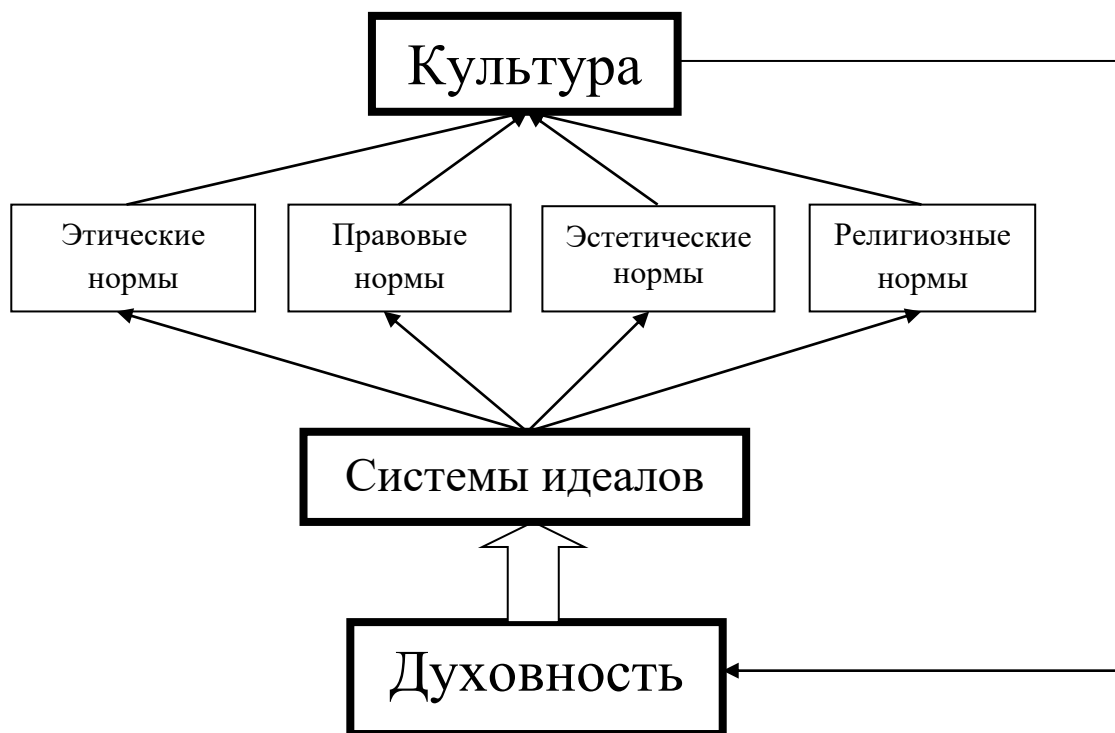 Культура
Этические
нормы
Правовые
нормы
Эстетические
нормы
Религиозные
нормы
Системы идеалов
Духовность